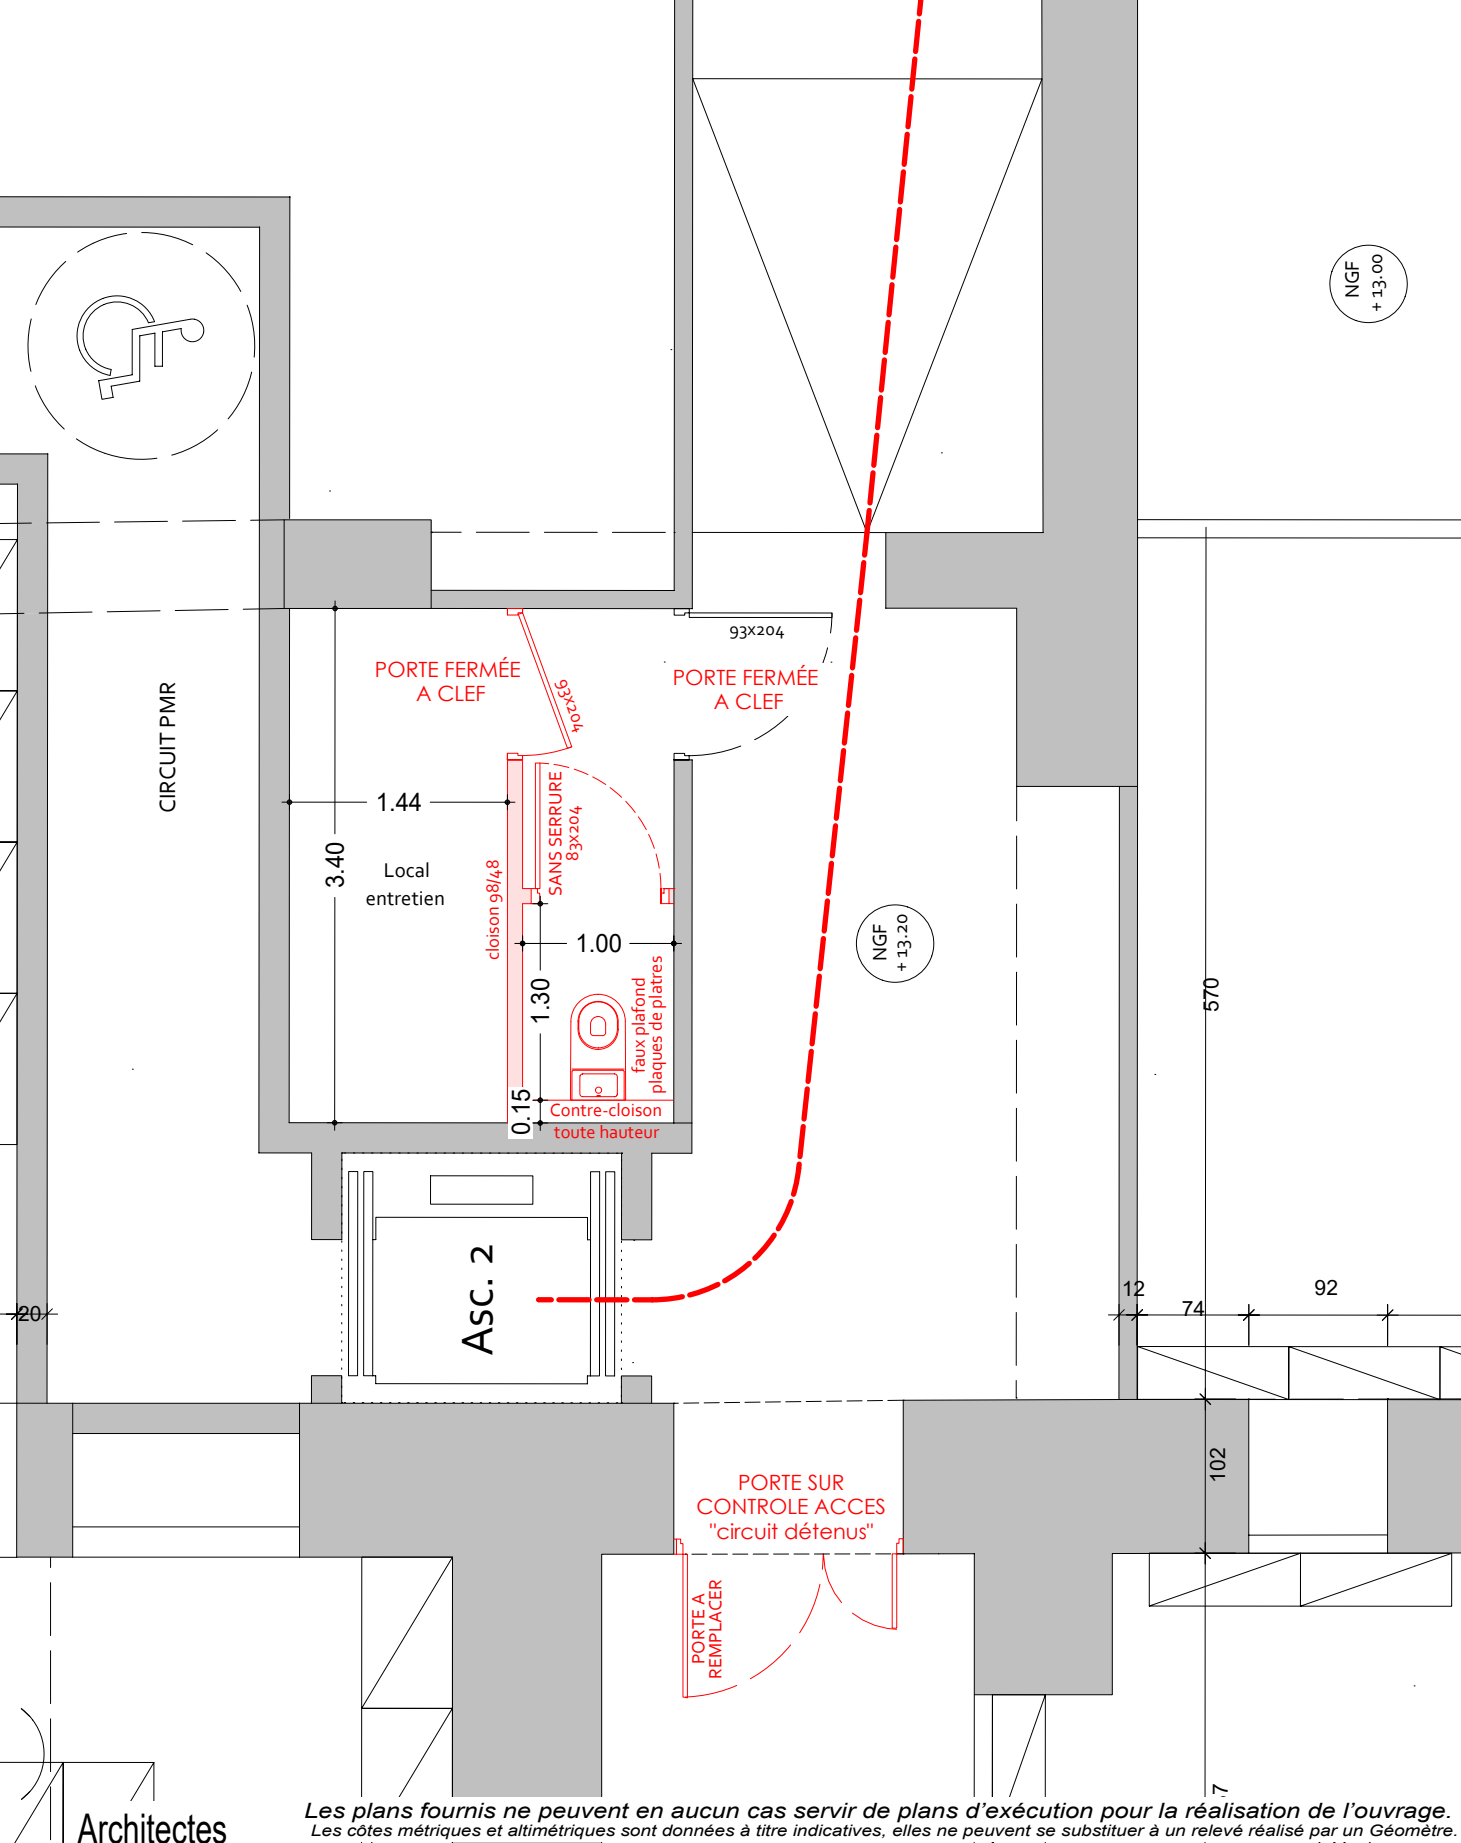 NGF
+ 13.00
93x204
PORTE FERMÉE
A CLEF
93x204
PORTE FERMÉE
A CLEF
CIRCUIT PMR
1.44
3.40
SANS SERRURE
83x204
Local
entretien
cloison 98/48
1.00
NGF
+ 13.20
1.30
faux plafond
plaques de platres
570
0.15
Contre-cloison
toute hauteur
Asc. 2
20
12
74
92
102
PORTE SUR
CONTROLE ACCES
"circuit détenus"
PORTE A
REMPLACER
7
Architectes
Les plans fournis ne peuvent en aucun cas servir de plans d'exécution pour la réalisation de l'ouvrage.
Les côtes métriques et altimétriques sont données à titre indicatives, elles ne peuvent se substituer à un relevé réalisé par un Géomètre.